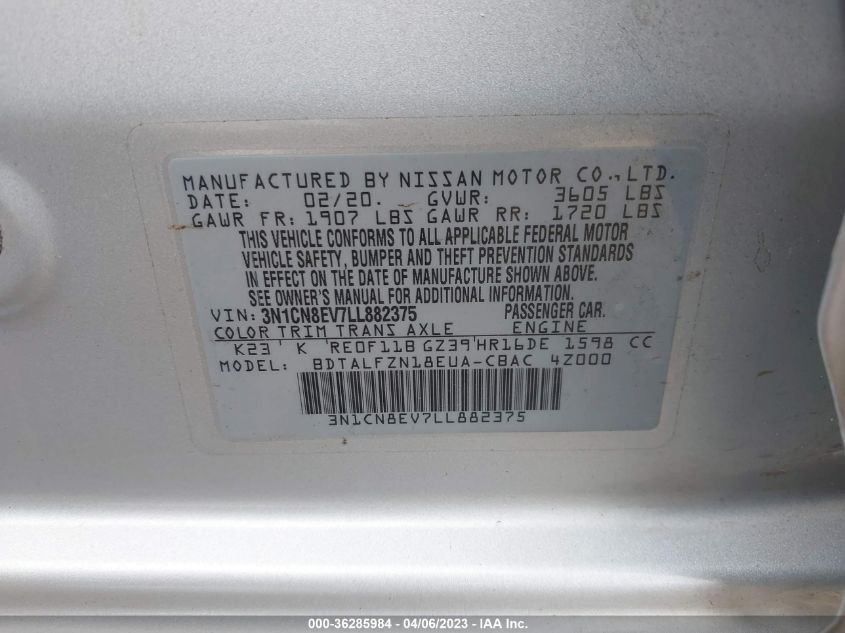 MANUFACTURED BY NISSAN MOTOR CO., LTD.
DATE: 02/20. GVWR: 3605 LBS
GAWR FR: 1907 LBS GAWR RR: 1720 LBS
THIS VEHICLE CONFORMS TO ALL APPLICABLE FEDERAL MOTOR
VEHICLE SAFETY, BUMPER AND THEFT PREVENTION STANDARDS
IN EFFECT ON THE DATE OF MANUFACTURE SHOWN ABOVE.
SEE OWNER'S MANUAL FOR ADDITIONAL INFORMATION.
VIN: 3N1CN8EV7LL882375 PASSENGER CAR.
COLOR TRIM TRANS AXLE ENGINE
K23 K RE0F11B GZ39 HR16DE 1598 CC
MODEL: BDTALFZN18EUA-CBAC 4Z000
3N1CN8EV7LL882375
000-36285984 - 04/06/2023 - IAA Inc.